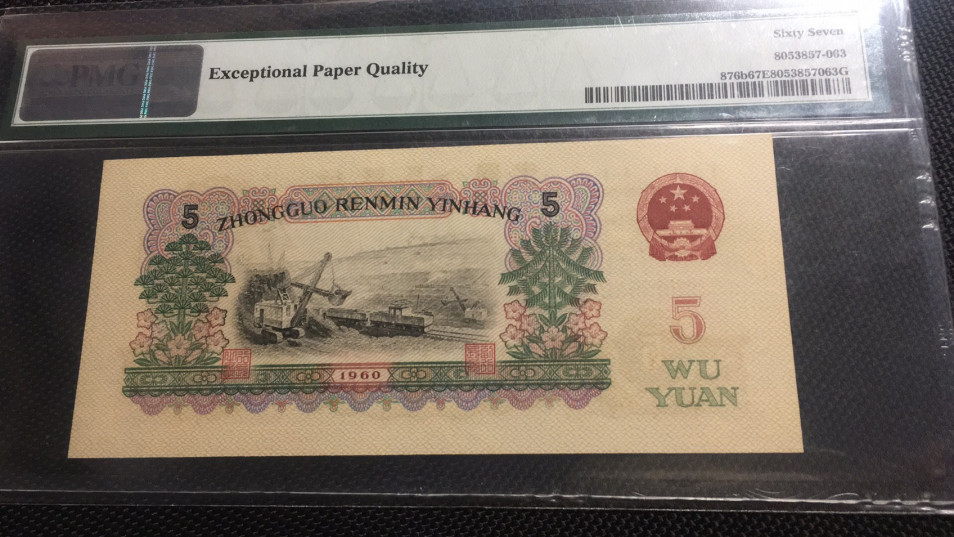 Sixty Seven
PMG
Exceptional Paper Quality
8053857-063
876b67E8053857063G
5 ZHONGGUO RENMIN YINHANG 5
1960
5
WU
YUAN